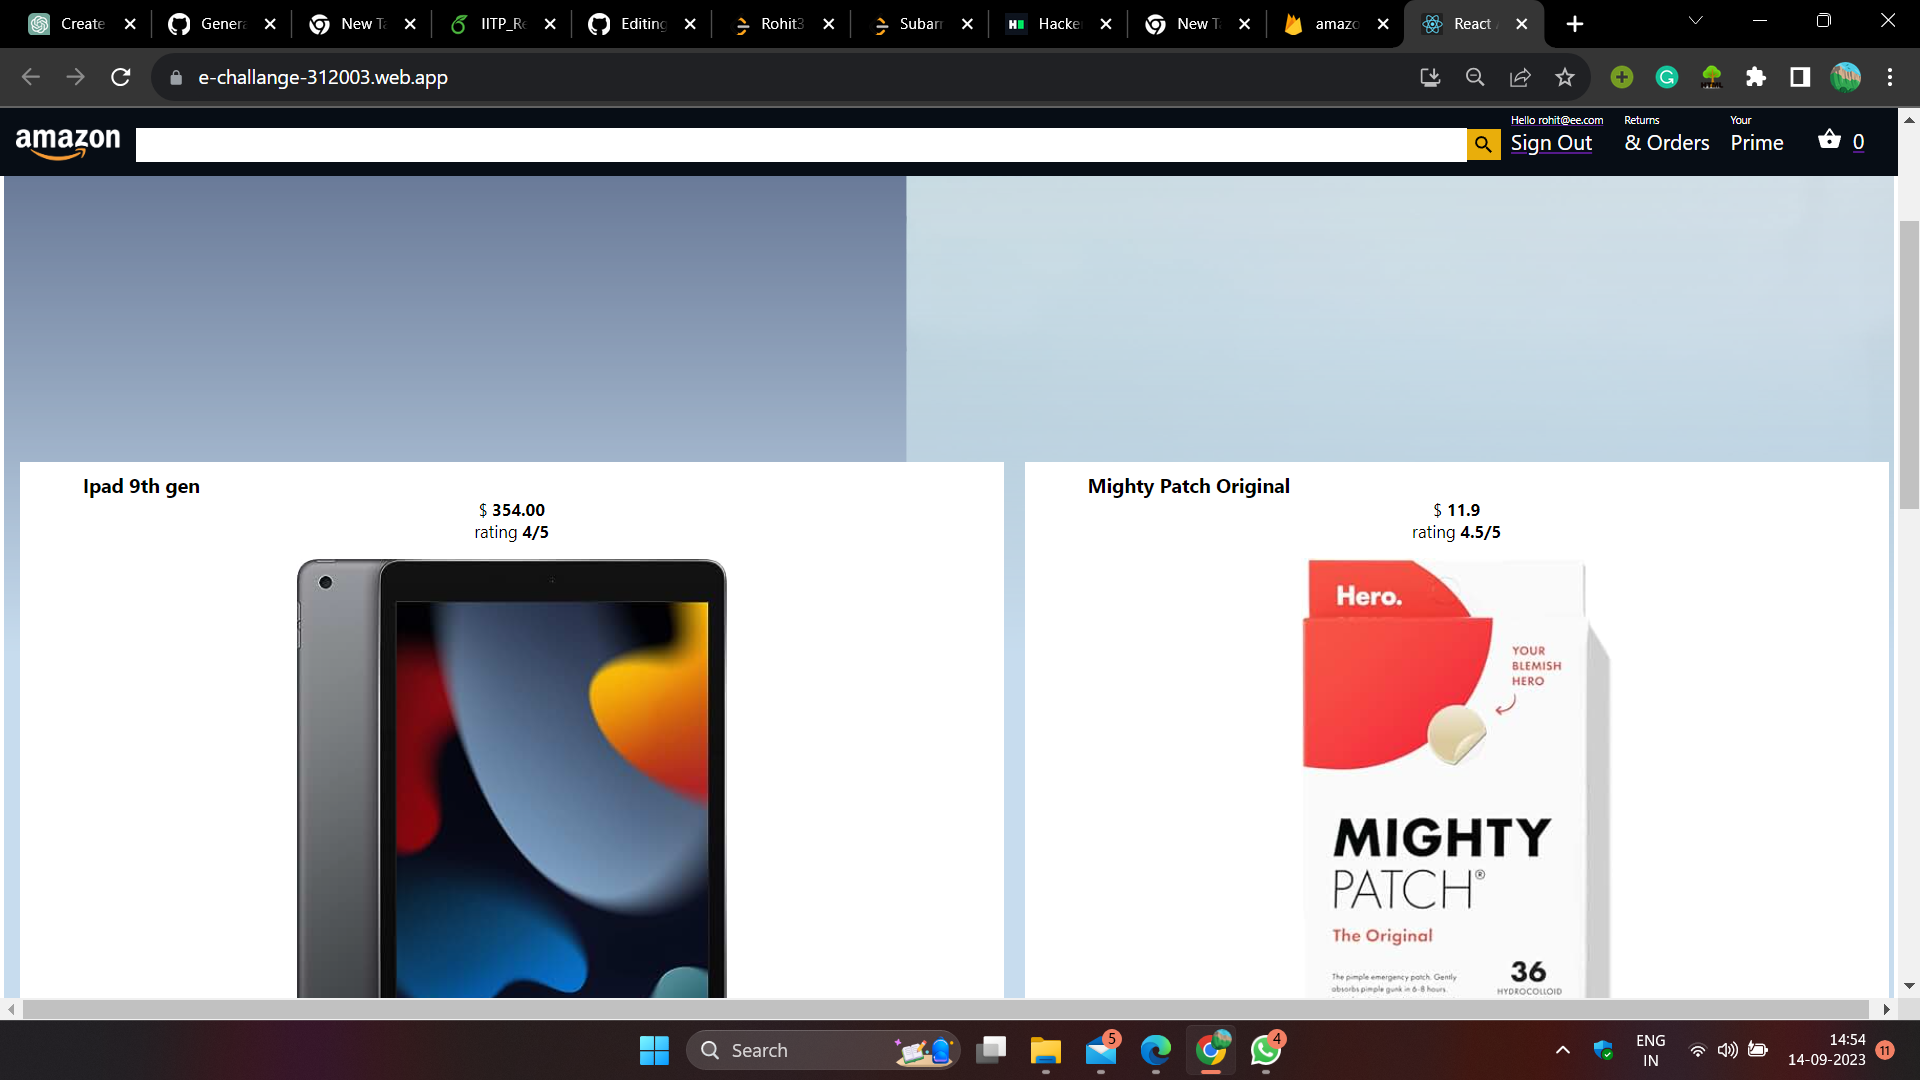 Create
Genera
New Ta
IITP_Re
Editing
Rohit3
Subarn
Hacke
New Ta
amazo
React
e-challange-312003.web.app
amazon
Hello rohit@ee.com
Sign Out
Returns
& Orders
Your
Prime
0
Ipad 9th gen
$ 354.00
rating 4/5
Mighty Patch Original
$ 11.9
rating 4.5/5
Hero.
YOUR
BLEMISH
HERO
MIGHTY
PATCH®
The Original
The pimple emergency patch. Gently
absorbs pimple gunk in 6-8 hours.
36
HYDROCOLLOID
Search
5
4
ENG
IN
14:54
14-09-2023
11